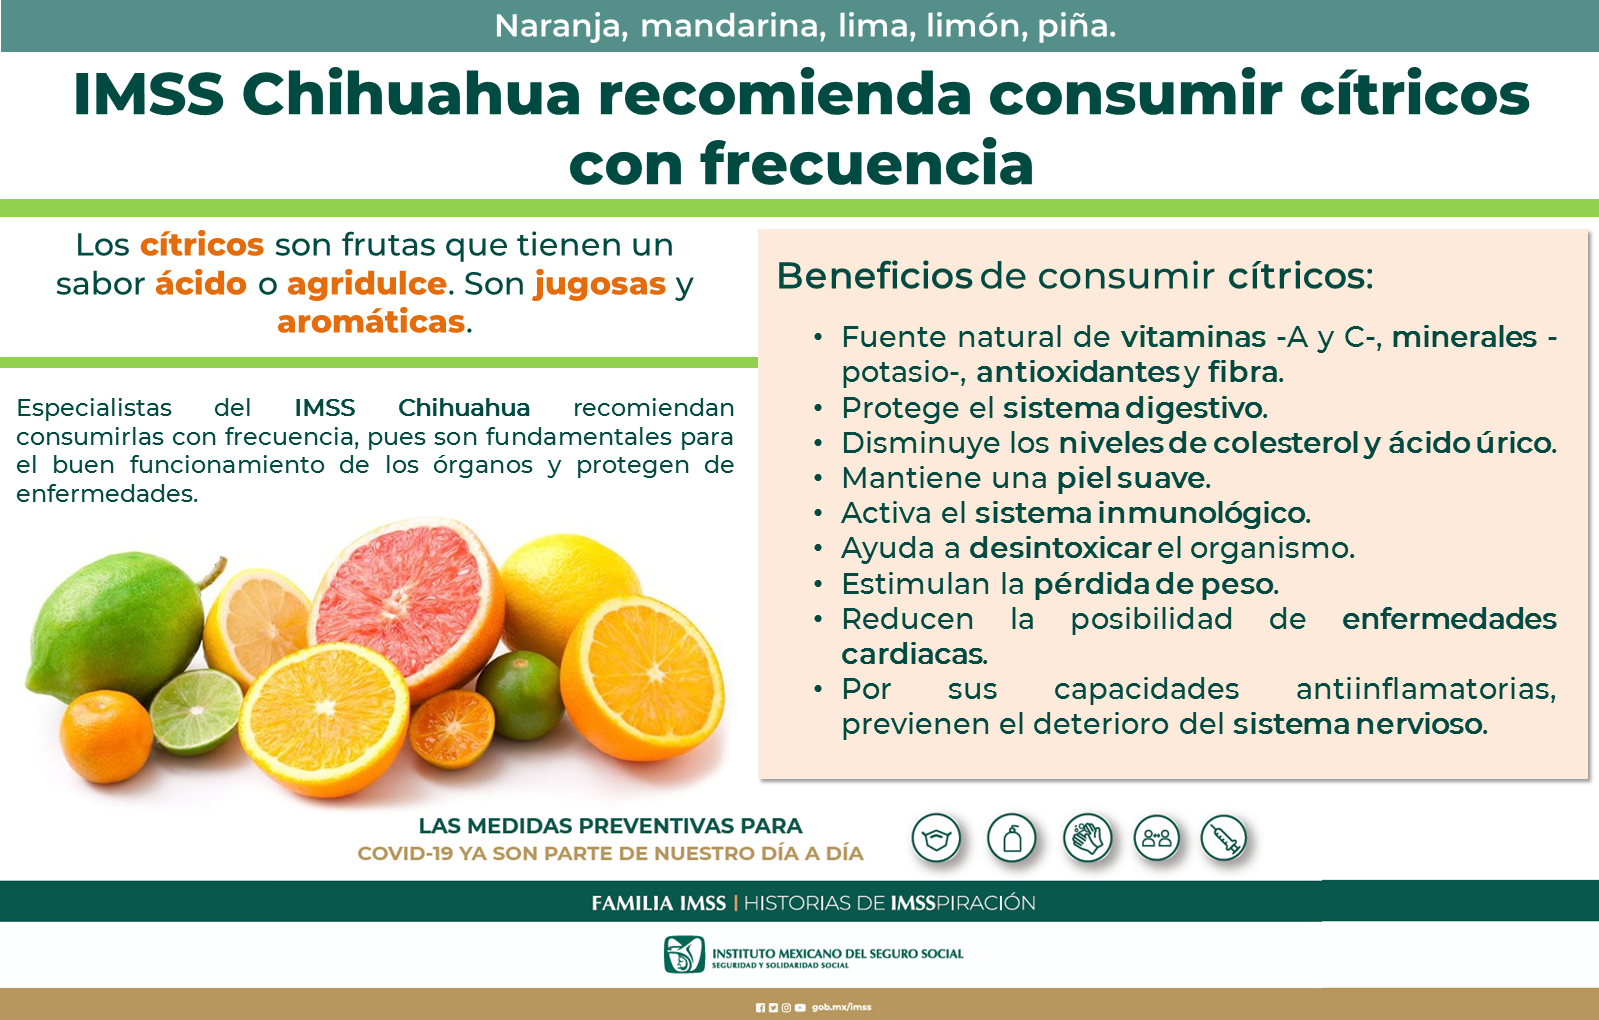 Naranja, mandarina, lima, limón, piña.
IMSS Chihuahua recomienda consumir cítricos
con frecuencia
Los cítricos son frutas que tienen un
sabor ácido o agridulce. Son jugosas y
aromáticas.
Especialistas del IMSS Chihuahua recomiendan
consumirlas con frecuencia, pues son fundamentales para
el buen funcionamiento de los órganos y protegen de
enfermedades.
Beneficios de consumir cítricos:
• Fuente natural de vitaminas -A y C-, minerales -
potasio-, antioxidantes y fibra.
• Protege el sistema digestivo.
• Disminuye los niveles de colesterol y ácido úrico.
• Mantiene una piel suave.
• Activa el sistema inmunológico.
• Ayuda a desintoxicar el organismo.
• Estimulan la pérdida de peso.
• Reducen la posibilidad de enfermedades
cardiacas.
• Por sus capacidades antiinflamatorias,
previenen el deterioro del sistema nervioso.
LAS MEDIDAS PREVENTIVAS PARA
COVID-19 YA SON PARTE DE NUESTRO DÍA A DÍA
FAMILIA IMSS | HISTORIAS DE IMSSPIRACIÓN
INSTITUTO MEXICANO DEL SEGURO SOCIAL
SEGURIDAD Y SOLIDARIDAD SOCIAL
gob.mx/imss